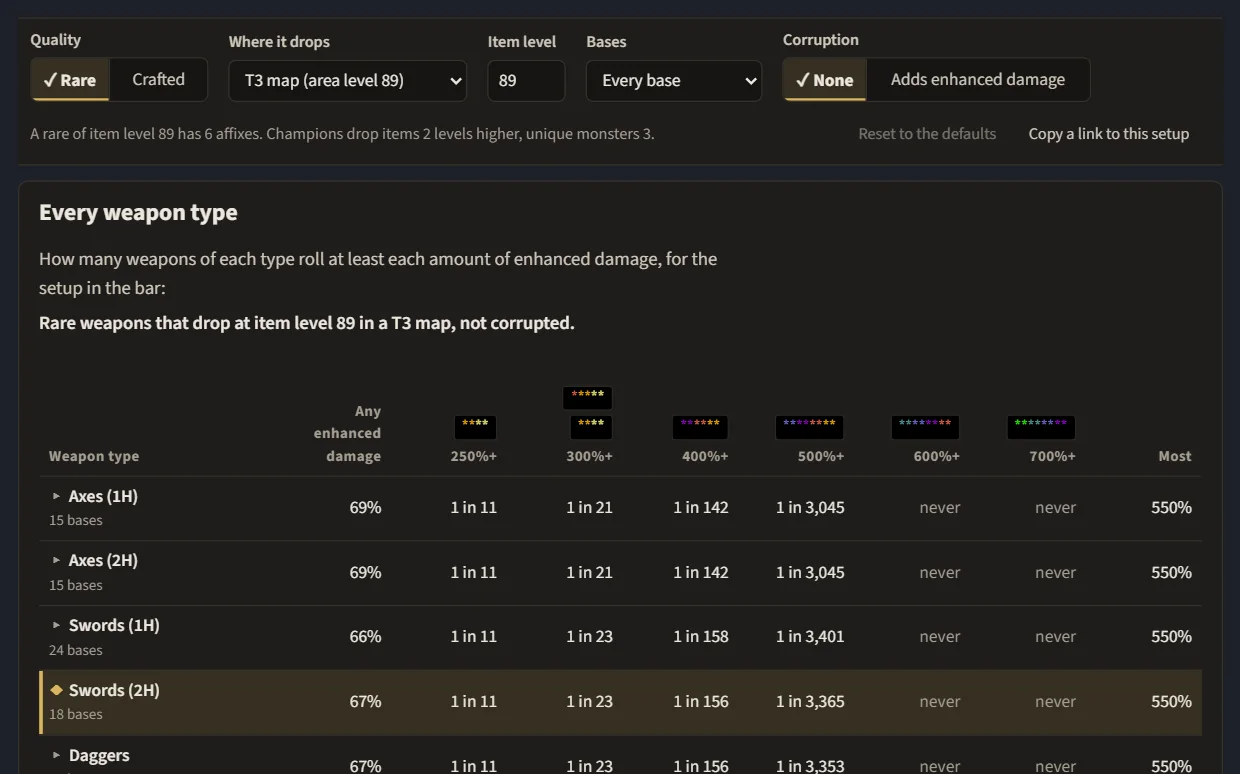 Quality
Where it drops
Item level
Bases
Corruption
✓ Rare
Crafted
T3 map (area level 89)
89
Every base
✓ None
Adds enhanced damage
A rare of item level 89 has 6 affixes. Champions drop items 2 levels higher, unique monsters 3.
Reset to the defaults
Copy a link to this setup
Every weapon type
How many weapons of each type roll at least each amount of enhanced damage, for the
setup in the bar:
Rare weapons that drop at item level 89 in a T3 map, not corrupted.
*****
Any
enhanced
damage
**** **** ****** ******** ******** ********
Weapon type 250%+ 300%+ 400%+ 500%+ 600%+ 700%+ Most
▸ Axes (1H)
15 bases
69% 1 in 11 1 in 21 1 in 142 1 in 3,045 never never 550%
▸ Axes (2H)
15 bases
69% 1 in 11 1 in 21 1 in 142 1 in 3,045 never never 550%
▸ Swords (1H)
24 bases
66% 1 in 11 1 in 23 1 in 158 1 in 3,401 never never 550%
◆ Swords (2H)
18 bases
67% 1 in 11 1 in 23 1 in 156 1 in 3,365 never never 550%
▸ Daggers
67% 1 in 11 1 in 23 1 in 156 1 in 3,353 never never 550%